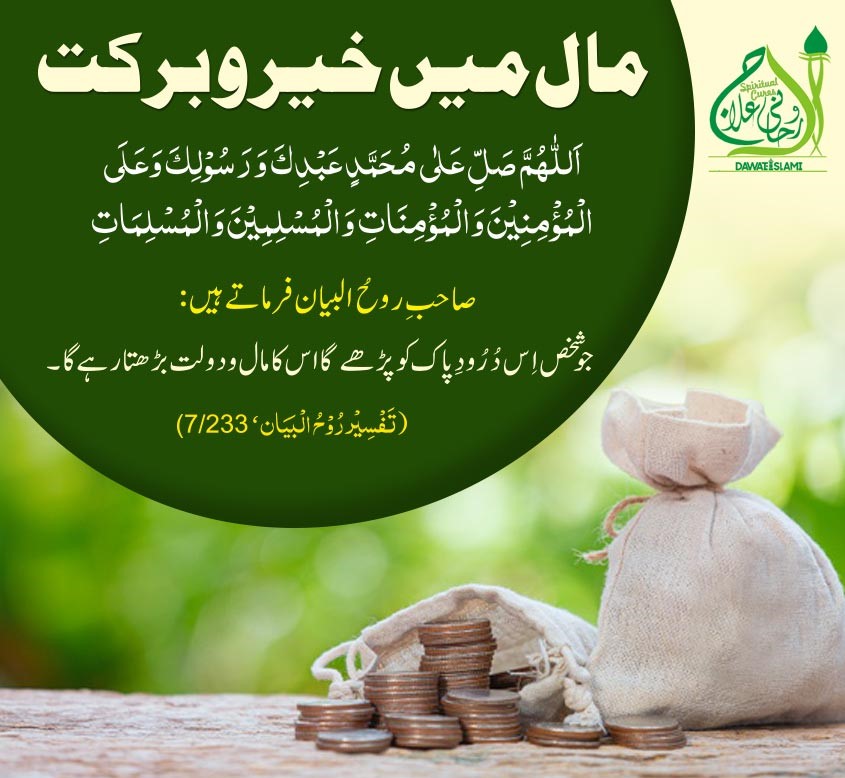 مال میں خیر و برکت
اَللّٰهُمَّ صَلِّ عَلٰى مُحَمَّدٍ عَبْدِكَ وَ رَسُوْلِكَ وَ عَلَى
الْمُؤْمِنِيْنَ وَ الْمُؤْمِنَاتِ وَ الْمُسْلِمِيْنَ وَ الْمُسْلِمَاتِ
صاحبِ روحُ البیان فرماتے ہیں:
جو شخص اِس دُرُودِ پاک کو پڑھے گا اس کا مال و دولت بڑھتا رہے گا۔
(تَفْسِیْر رُوْحُ الْبَیَان، 7/233)
روحانی علاج
Spiritual
Cures
DAWATEISLAMI